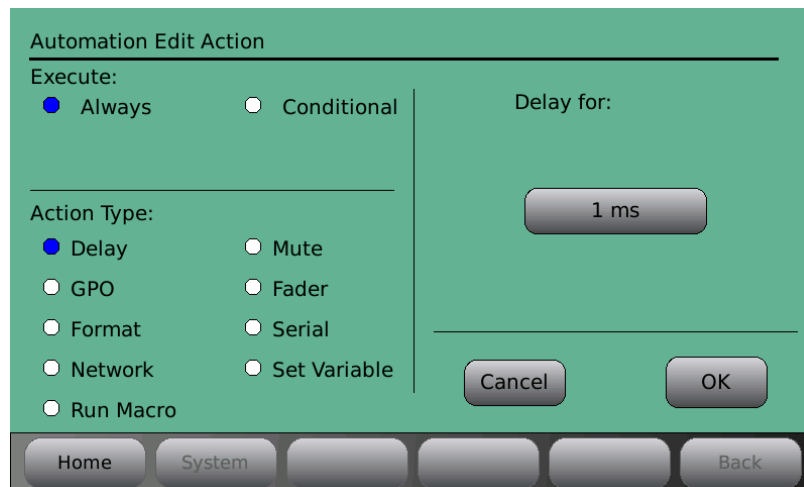 Automation Edit Action
Execute:
Always Conditional
Delay for:
1 ms
Action Type:
Delay Mute
GPO Fader
Format Serial
Network Set Variable
Run Macro
Cancel OK
Home System Back